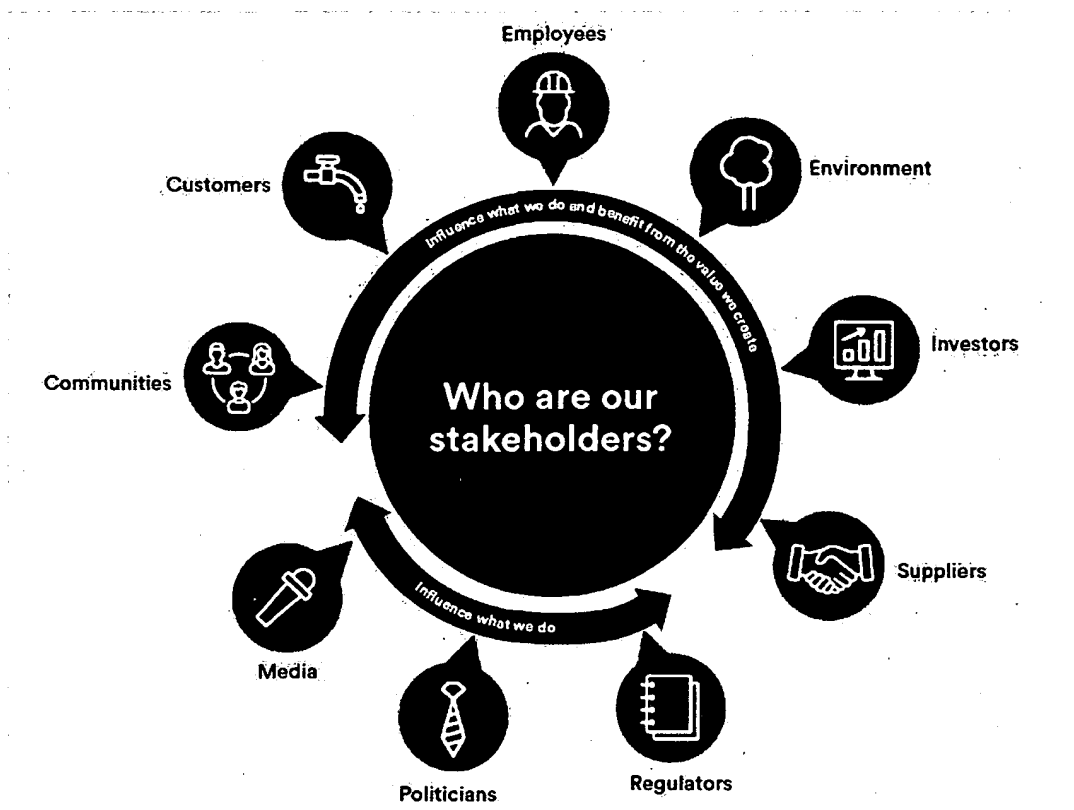 Employees
Customers
Environment
Influence what we do and benefit from the value we create
Communities
Investors
Who are our
stakeholders?
Suppliers
Influence what we do
Media
Politicians
Regulators